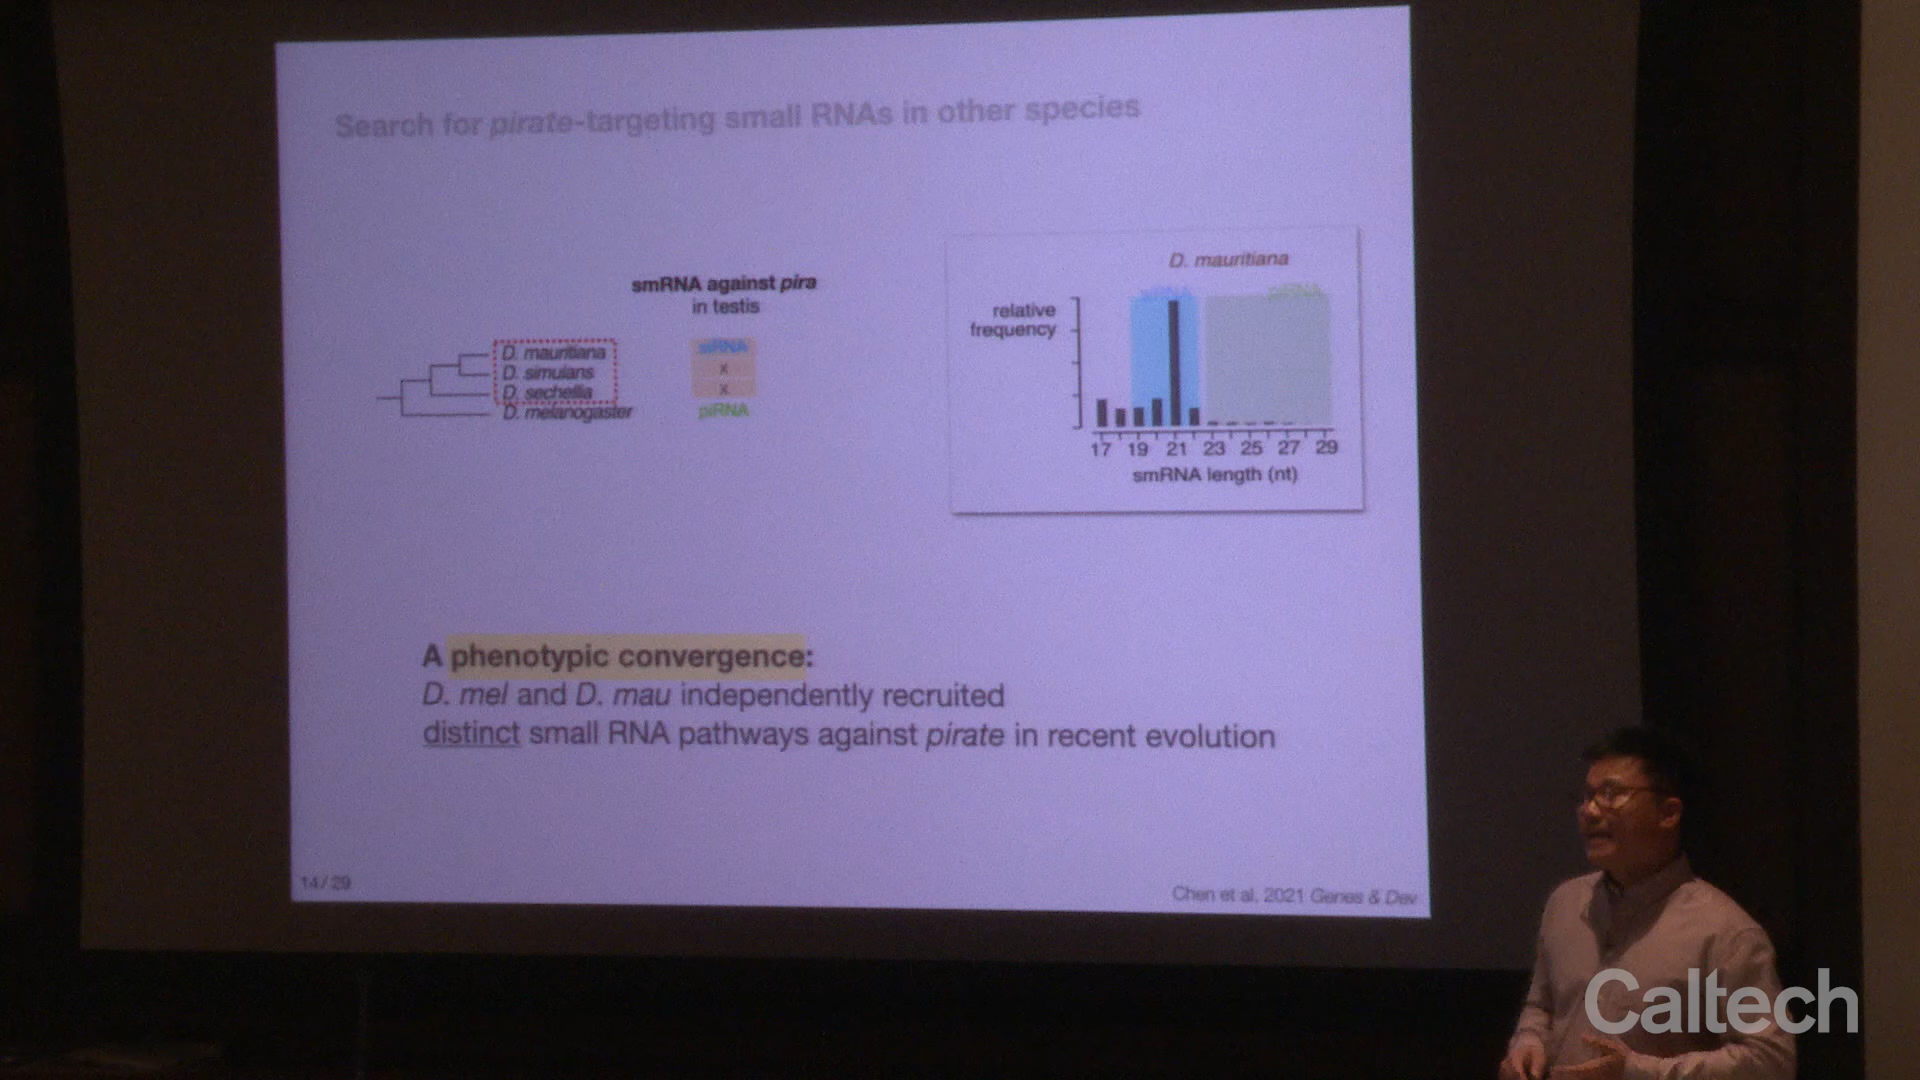 Search for pirate-targeting small RNAs in other species
smRNA against pira
in testis
D. mauritiana
D. simulans
D. sechellia
D. melanogaster
siRNA
x
x
piRNA
D. mauritiana
siRNA
piRNA
relative
frequency
17 19 21 23 25 27 29
smRNA length (nt)
A phenotypic convergence:
D. mel and D. mau independently recruited
distinct small RNA pathways against pirate in recent evolution
14 / 29
Chen et al. 2021 Genes & Dev
Caltech